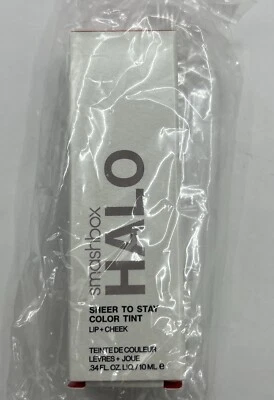 smashbox
HALO
SHEER TO STAY
COLOR TINT
LIP + CHEEK
TEINTE DE COULEUR
LÈVRES + JOUE
.34 FL. OZ. LIQ. / 10 ML ℮